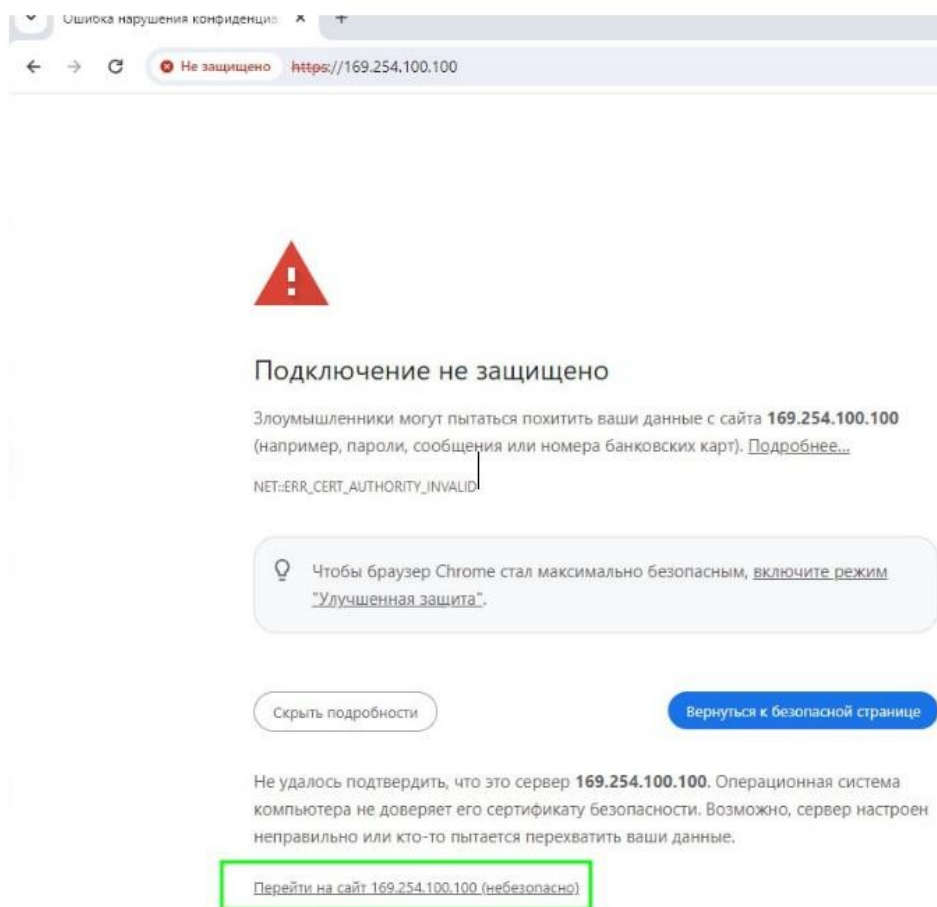 Ошибка нарушения конфиденциа
Не защищено https://169.254.100.100
Подключение не защищено
Злоумышленники могут пытаться похитить ваши данные с сайта 169.254.100.100
(например, пароли, сообщения или номера банковских карт). Подробнее...
NET::ERR_CERT_AUTHORITY_INVALID
Чтобы браузер Chrome стал максимально безопасным, включите режим
"Улучшенная защита".
Скрыть подробности
Вернуться к безопасной странице
Не удалось подтвердить, что это сервер 169.254.100.100. Операционная система
компьютера не доверяет его сертификату безопасности. Возможно, сервер настроен
неправильно или кто-то пытается перехватить ваши данные.
Перейти на сайт 169.254.100.100 (небезопасно)